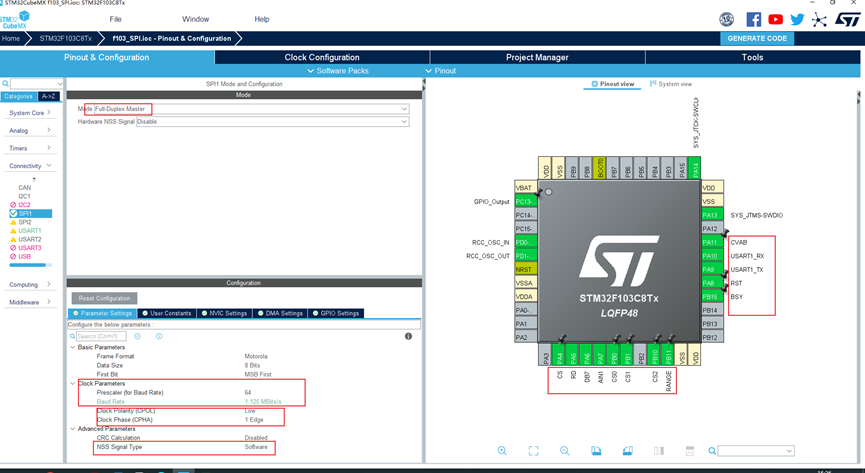 STM32CubeMX f103_SPI.ioc: STM32F103C8Tx
STM32
CubeMX
File
Window
Help
Home
STM32F103C8Tx
f103_SPI.ioc - Pinout & Configuration
GENERATE CODE
Pinout & Configuration
Clock Configuration
Project Manager
Tools
Software Packs
Pinout
Categories
A->Z
System Core
Analog
Timers
Connectivity
CAN
I2C1
I2C2
SPI1
SPI2
USART1
USART2
USART3
USB
Computing
Middleware
SPI1 Mode and Configuration
Mode
Mode Full-Duplex Master
Hardware NSS Signal Disable
Configuration
Reset Configuration
Parameter Settings
User Constants
NVIC Settings
DMA Settings
GPIO Settings
Configure the below parameters :
Search (Ctrl+F)
Basic Parameters
Frame Format Motorola
Data Size 8 Bits
First Bit MSB First
Clock Parameters
Prescaler (for Baud Rate) 64
Baud Rate 1.125 MBits/s
Clock Polarity (CPOL) Low
Clock Phase (CPHA) 1 Edge
Advanced Parameters
CRC Calculation Disabled
NSS Signal Type Software
Pinout view
System view
SYS_JTCK-SWCLK
VDD
VSS
PB9
PB8
BOOT0
PB7
PB6
PB5
PB4
PB3
PA15
PA14
VBAT
GPIO_Output PC13-
PC14-
PC15-
RCC_OSC_IN PD0-
RCC_OSC_OUT PD1-
NRST
VSSA
VDDA
PA0-
PA1
PA2
STM32F103C8Tx
LQFP48
VDD
VSS
PA13 SYS_JTMS-SWDIO
PA12
PA11 CVAB
PA10 USART1_RX
PA9 USART1_TX
PA8 RST
PB15 BSY
PB14
PB13
PB12
PA3
PA4
PA5
PA6
PA7
PB0
PB1
PB2
PB10
PB11
VSS
VDD
CS
RD
DB7
AIN1
CS0
CS1
CS2
RANGE